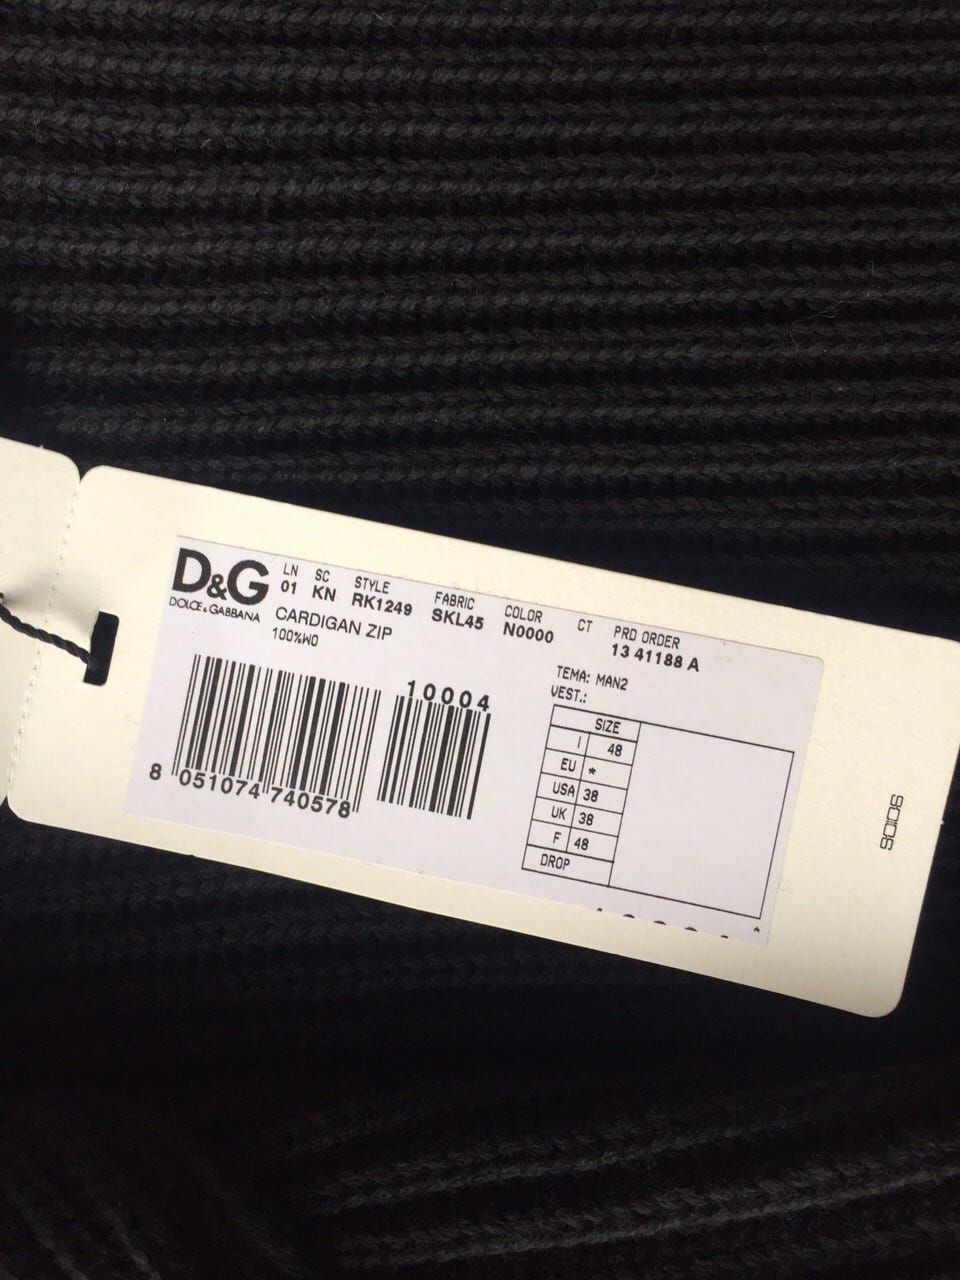 D&G
DOLCE & GABBANA
LN SC STYLE FABRIC COLOR CT PRD ORDER
01 KN RK1249 SKL45 N0000 13 41188 A
CARDIGAN ZIP
100%WO
TEMA: MAN2
VEST.:
10004
8 051074 740578
SIZE
I 48
EU *
USA 38
UK 38
F 48
DROP
*